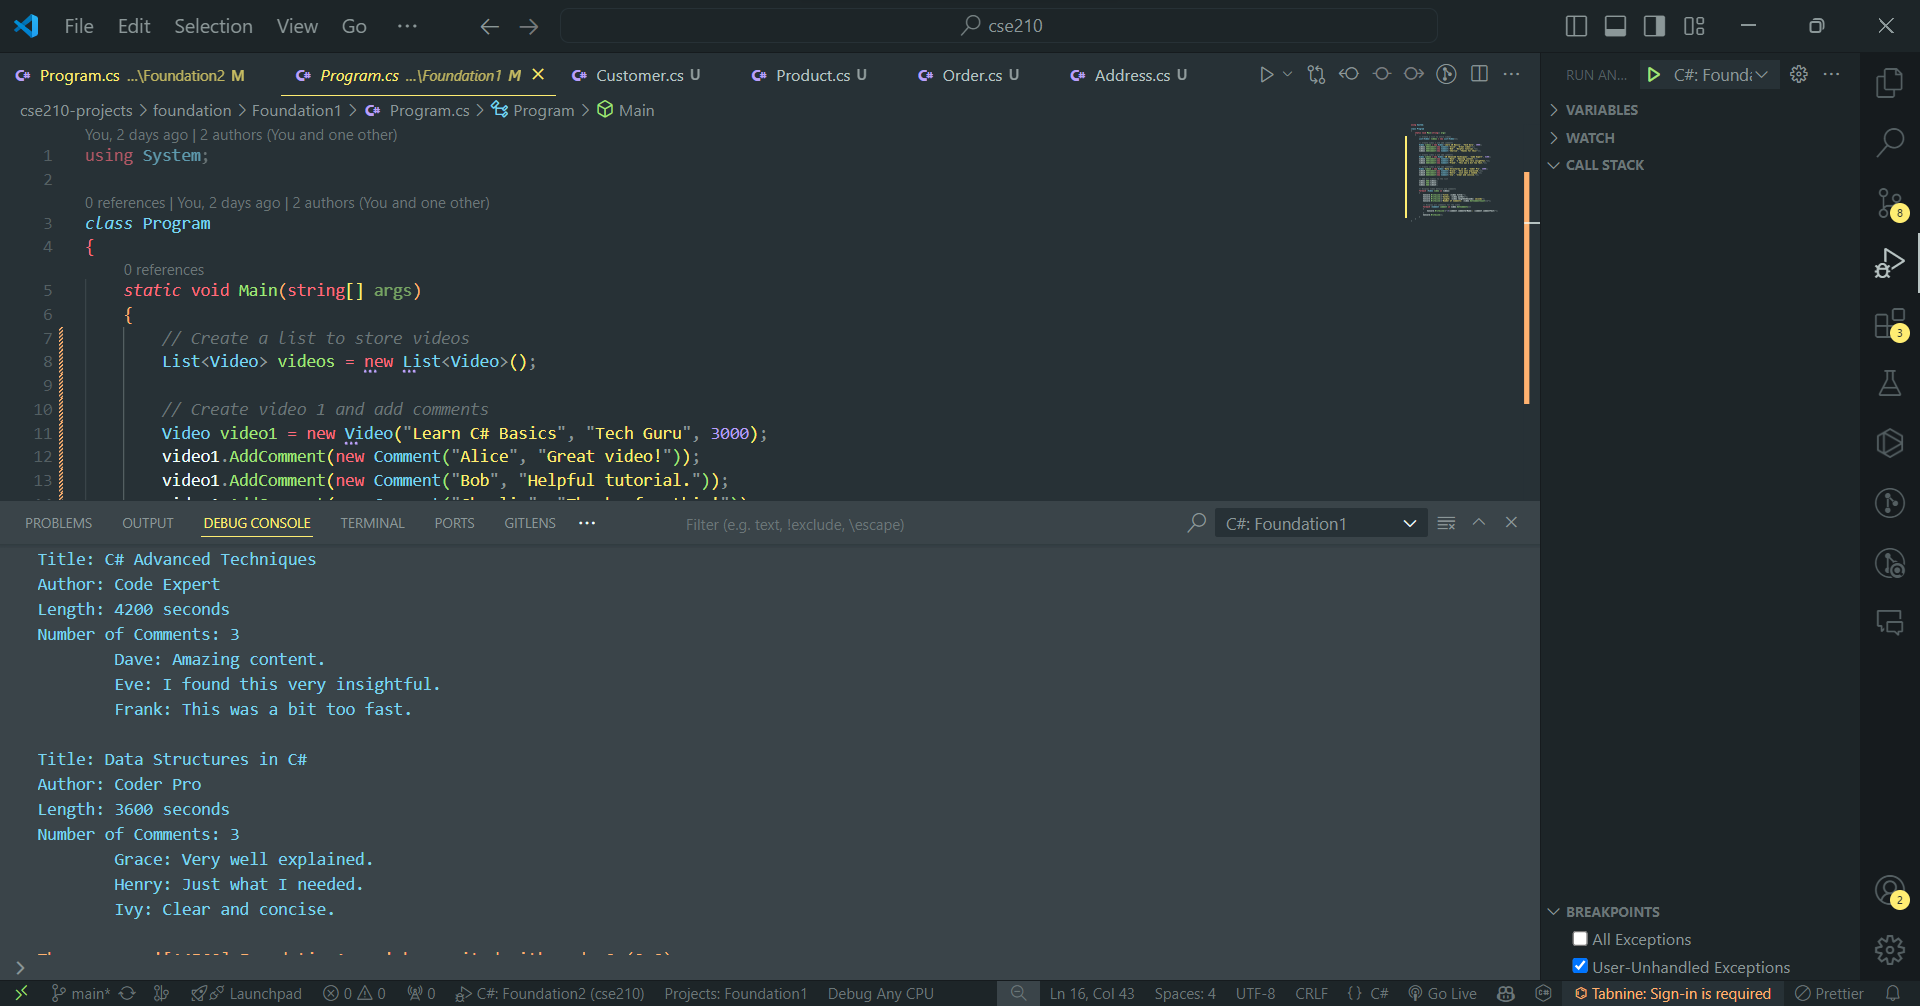 File Edit Selection View Go ··· cse210
Program.cs ...\Foundation2 M Program.cs ...\Foundation1 M Customer.cs U Product.cs U Order.cs U Address.cs U RUN AN... C#: Found
cse210-projects > foundation > Foundation1 > Program.cs > Program > Main
You, 2 days ago | 2 authors (You and one other)
1 using System;
2
0 references | You, 2 days ago | 2 authors (You and one other)
3 class Program
4 {
0 references
5 static void Main(string[] args)
6 {
7 // Create a list to store videos
8 List<Video> videos = new List<Video>();
9
10 // Create video 1 and add comments
11 Video video1 = new Video("Learn C# Basics", "Tech Guru", 3000);
12 video1.AddComment(new Comment("Alice", "Great video!"));
13 video1.AddComment(new Comment("Bob", "Helpful tutorial."));
VARIABLES
WATCH
CALL STACK
8
3
2
PROBLEMS OUTPUT DEBUG CONSOLE TERMINAL PORTS GITLENS ··· Filter (e.g. text, !exclude, \escape) C#: Foundation1
Title: C# Advanced Techniques
Author: Code Expert
Length: 4200 seconds
Number of Comments: 3
Dave: Amazing content.
Eve: I found this very insightful.
Frank: This was a bit too fast.
Title: Data Structures in C#
Author: Coder Pro
Length: 3600 seconds
Number of Comments: 3
Grace: Very well explained.
Henry: Just what I needed.
Ivy: Clear and concise.
BREAKPOINTS
All Exceptions
User-Unhandled Exceptions
main* Launchpad 0 0 0 C#: Foundation2 (cse210) Projects: Foundation1 Debug Any CPU Ln 16, Col 43 Spaces: 4 UTF-8 CRLF {} C# Go Live Tabnine: Sign-in is required Prettier